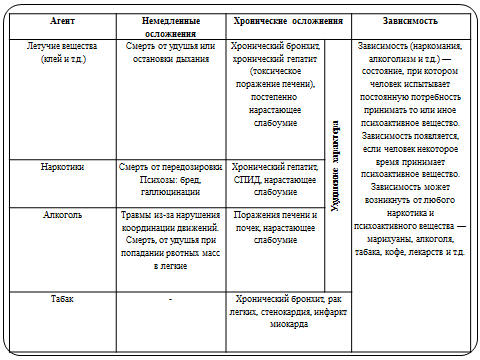 Агент
Немедленные
осложнения
Хронические осложнения
Зависимость
Летучие вещества
(клей и т.д.)
Смерть от удушья или
остановки дыхания
Хронический бронхит,
хронический гепатит
(токсическое
поражение печени),
постепенно
нарастающее
слабоумие
Ухудшение характера
Зависимость (наркомания,
алкоголизм и т.д.) —
состояние, при котором
человек испытывает
постоянную потребность
принимать то или иное
психоактивное вещество.
Зависимость появляется,
если человек некоторое
время принимает
психоактивное вещество.
Зависимость может
возникнуть от любого
наркотика и
психоактивного вещества —
марихуаны, алкоголя,
табака, кофе, лекарств и т.д.
Наркотики
Смерть от передозировки
Психозы: бред,
галлюцинации
Хронический гепатит,
СПИД, нарастающее
слабоумие
Алкоголь
Травмы из-за нарушения
координации движений.
Смерть, от удушья при
попадании рвотных масс
в легкие
Поражения печени и
почек, нарастающее
слабоумие
Табак
-
Хронический бронхит, рак
легких, стенокардия, инфаркт
миокарда